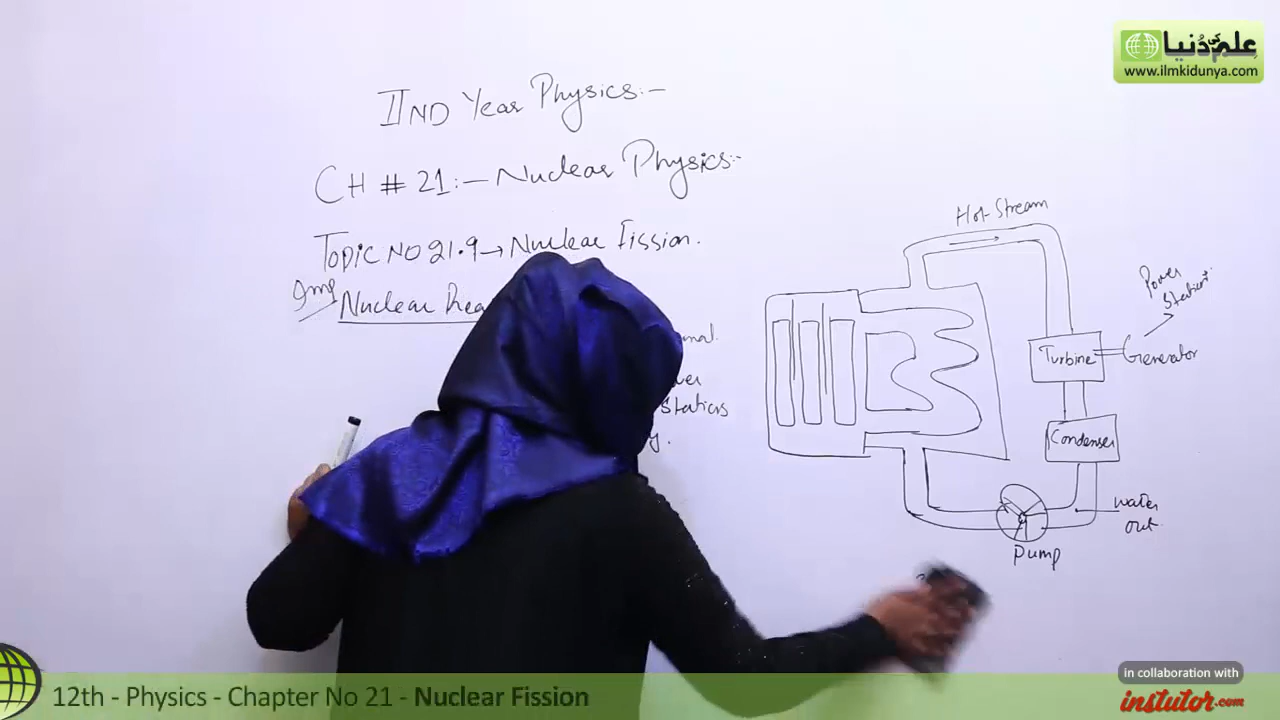 علم کی دُنیا
www.ilmkidunya.com
IIND Year Physics:-
CH # 21:- Nuclear Physics:-
Topic NO 21.9 → Nuclear Fission.
Imp
Nuclear
Stations
Hot-Stream
Power
Station
Turbine
Generator
Condenser
water
out.
Pump
in collaboration with
instutor.com
12th - Physics - Chapter No 21 - Nuclear Fission